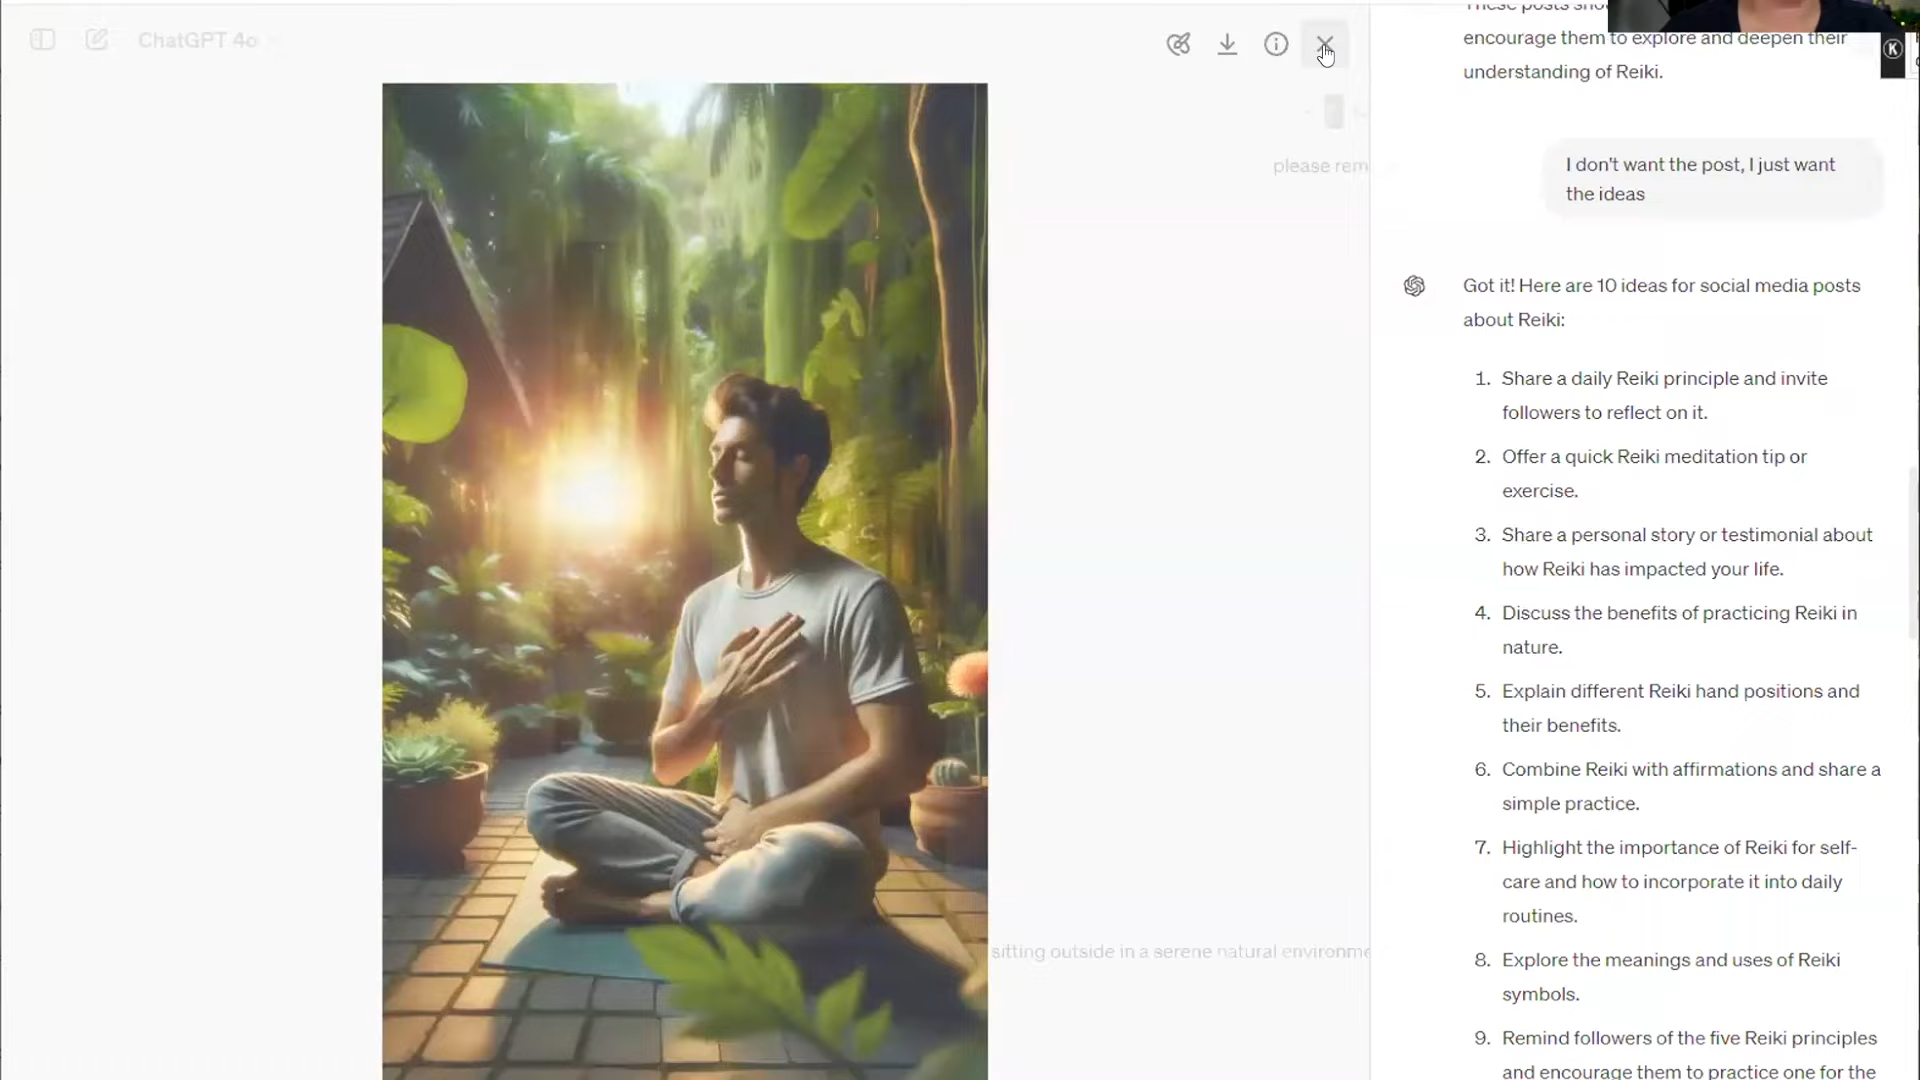 ChatGPT 4o
please rem
sitting outside in a serene natural environme
These posts
encourage them to explore and deepen their
understanding of Reiki.
K
I don't want the post, I just want
the ideas
Got it! Here are 10 ideas for social media posts
about Reiki:
1. Share a daily Reiki principle and invite
followers to reflect on it.
2. Offer a quick Reiki meditation tip or
exercise.
3. Share a personal story or testimonial about
how Reiki has impacted your life.
4. Discuss the benefits of practicing Reiki in
nature.
5. Explain different Reiki hand positions and
their benefits.
6. Combine Reiki with affirmations and share a
simple practice.
7. Highlight the importance of Reiki for self-
care and how to incorporate it into daily
routines.
8. Explore the meanings and uses of Reiki
symbols.
9. Remind followers of the five Reiki principles
and encourage them to practice one for the